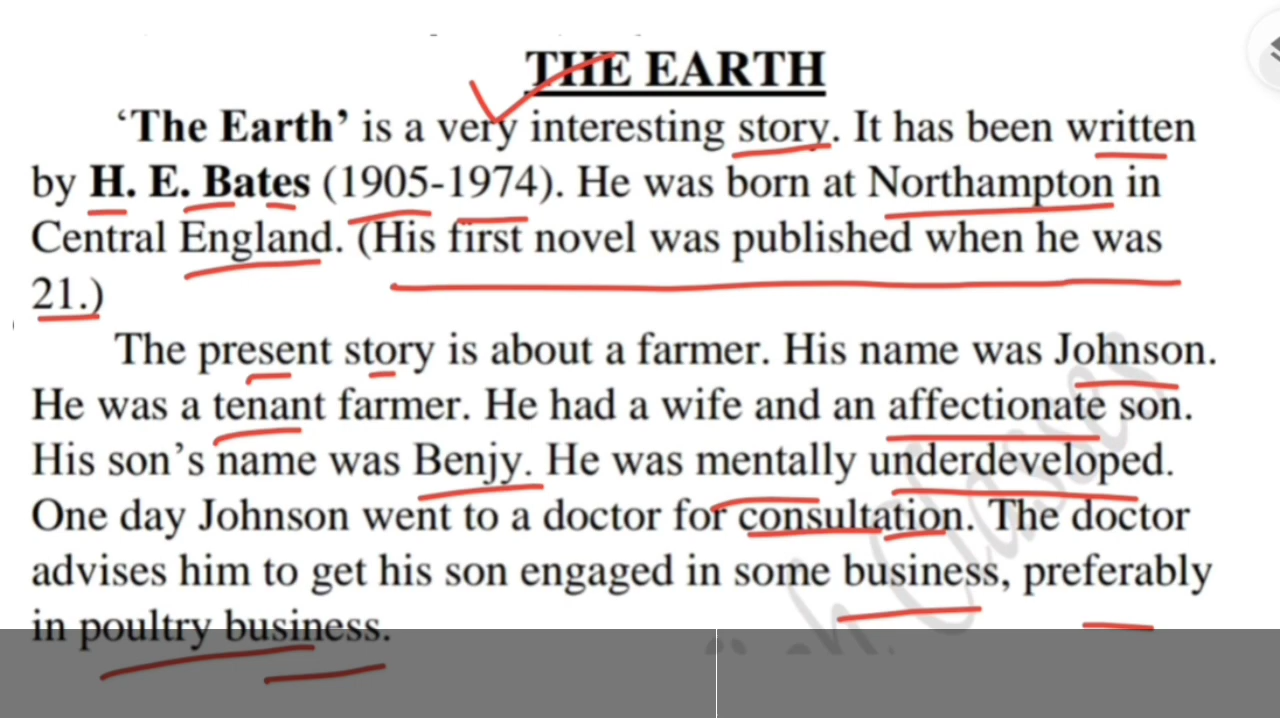 THE EARTH
‘The Earth’ is a very interesting story. It has been written
by H. E. Bates (1905-1974). He was born at Northampton in
Central England. (His first novel was published when he was
21.)
The present story is about a farmer. His name was Johnson.
He was a tenant farmer. He had a wife and an affectionate son.
His son’s name was Benjy. He was mentally underdeveloped.
One day Johnson went to a doctor for consultation. The doctor
advises him to get his son engaged in some business, preferably
in poultry business.